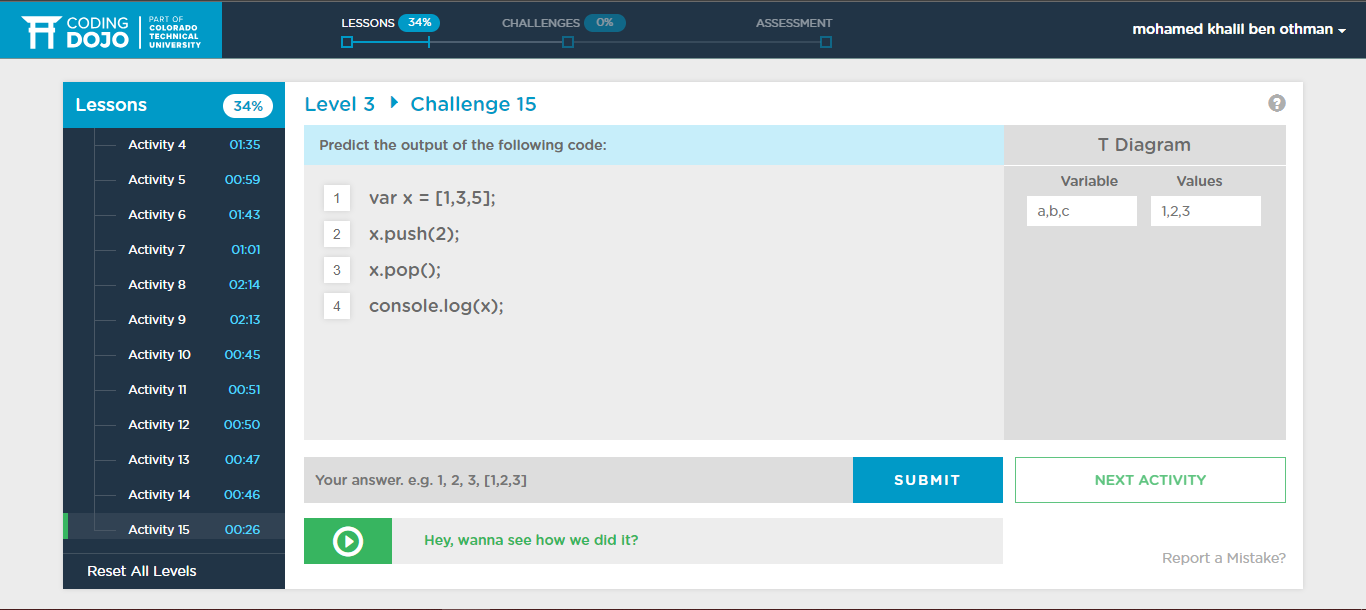 CODING DOJO
PART OF COLORADO TECHNICAL UNIVERSITY
LESSONS 34%
CHALLENGES 0%
ASSESSMENT
mohamed khalil ben othman
Lessons 34%
Activity 4 01:35
Activity 5 00:59
Activity 6 01:43
Activity 7 01:01
Activity 8 02:14
Activity 9 02:13
Activity 10 00:45
Activity 11 00:51
Activity 12 00:50
Activity 13 00:47
Activity 14 00:46
Activity 15 00:26
Reset All Levels
Level 3 Challenge 15
?
Predict the output of the following code:
1 var x = [1,3,5];
2 x.push(2);
3 x.pop();
4 console.log(x);
T Diagram
Variable Values
a,b,c 1,2,3
Your answer. e.g. 1, 2, 3, [1,2,3]
SUBMIT
NEXT ACTIVITY
Hey, wanna see how we did it?
Report a Mistake?